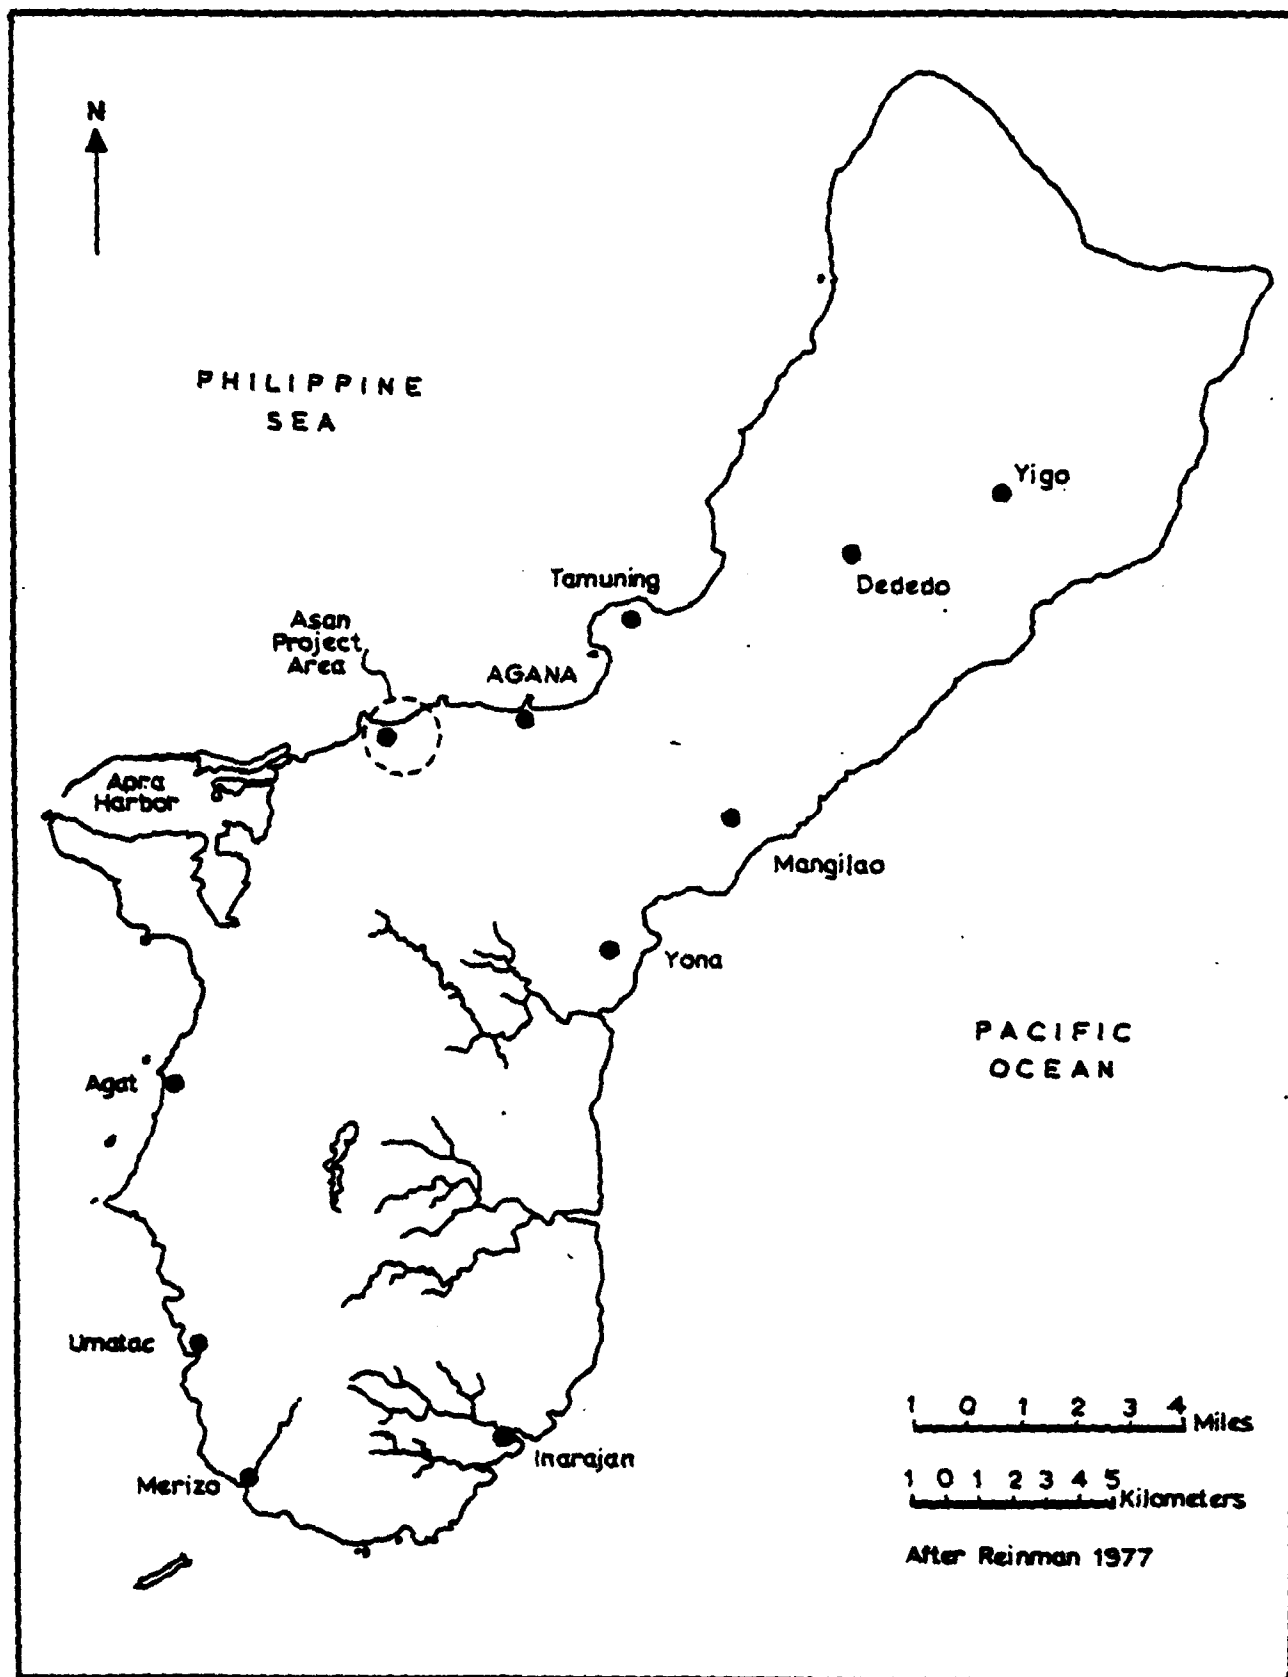 N
PHILIPPINE
SEA
Yigo
Dededo
Tamuning
Asan
Project
Area
AGANA
Apra
Harbor
Mangilao
Yona
PACIFIC
OCEAN
Agat
Umatac
Inarajan
Merizo
1 0 1 2 3 4 Miles
1 0 1 2 3 4 5 Kilometers
After Reinman 1977